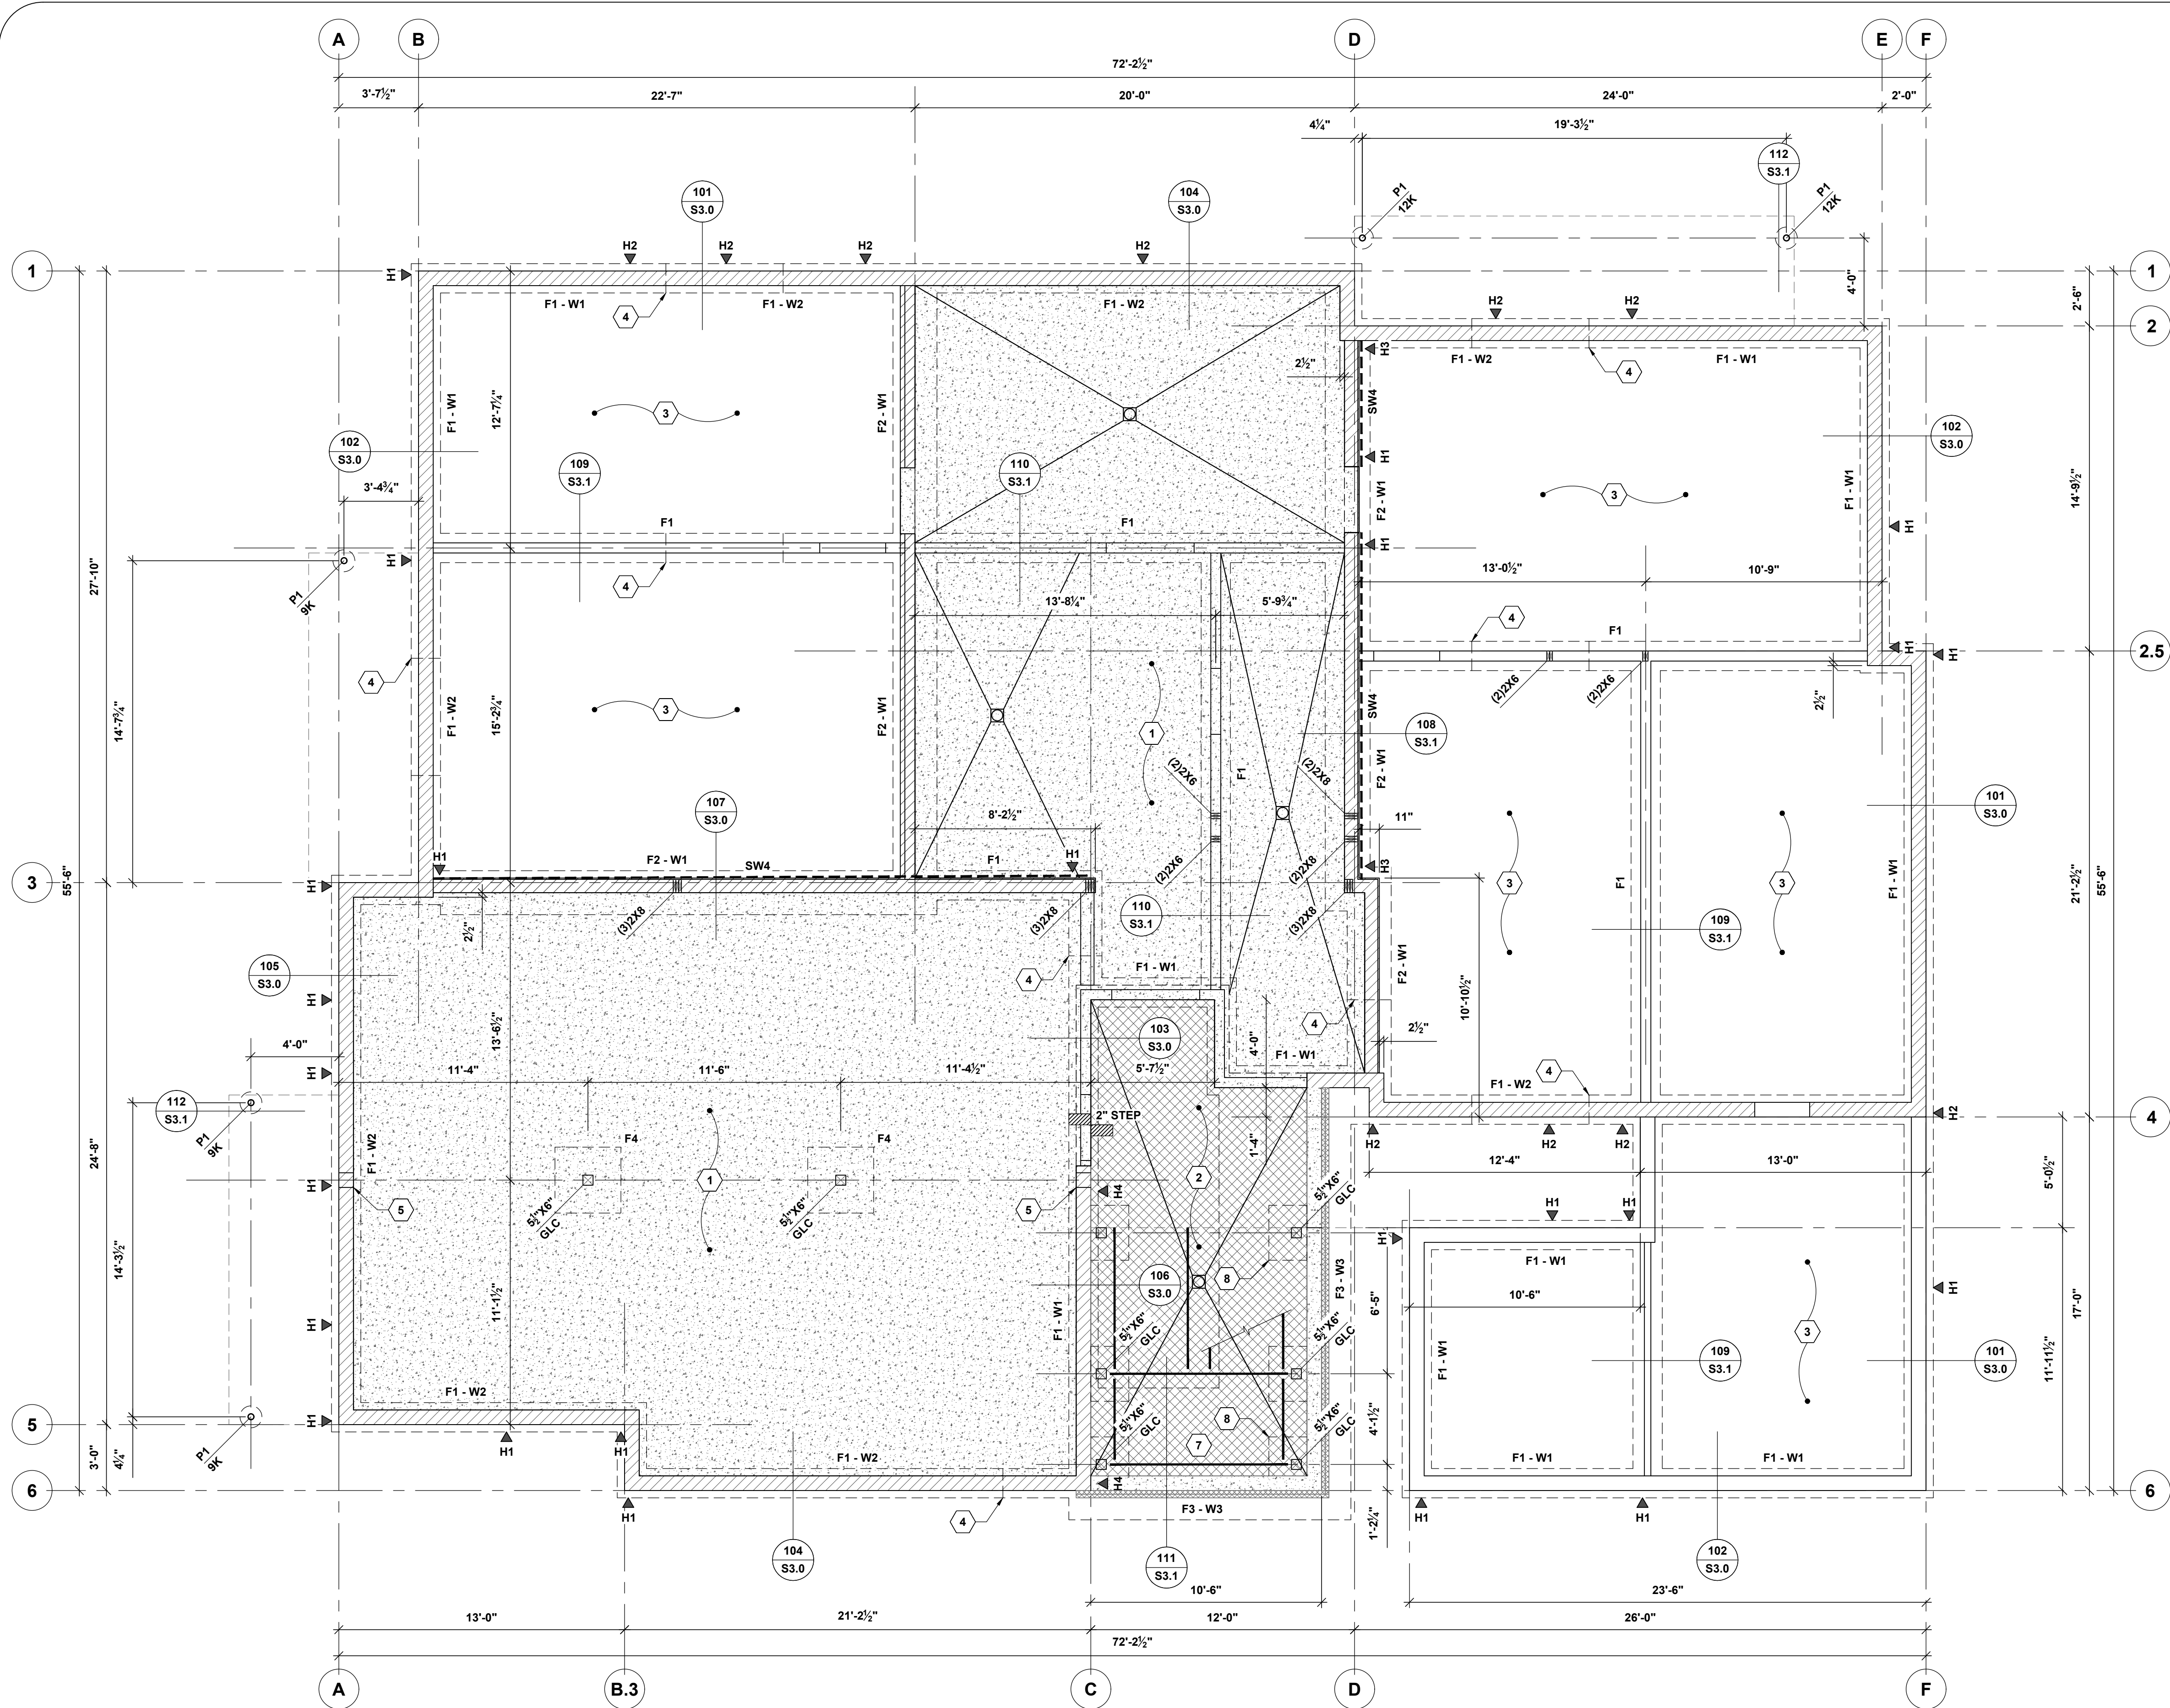 A B D E F
72'-2½"
3'-7½" 22'-7" 20'-0" 24'-0" 2'-0"
4¼" 19'-3½"
112
S3.1
101
S3.0
104
S3.0
P1
12K
P1
12K
H2 H2 H2 H2
1 H1 1
4'-0" 2'-6"
F1 - W1 F1 - W2 F1 - W2
4
H2 H2
2
H3
2½"
F1 - W2 F1 - W1
4
12'-7¼"
F1 - W1 3 F2 - W1
SW4
102
S3.0
102
S3.0
109
S3.1
110
S3.1
H1
3'-4¾"
3
F2 - W1
F1 - W1
14'-9½"
H1
F1 F1
H1
H1
4
P1
9K
13'-0½" 10'-9"
13'-8¼" 5'-9¾"
4
F1
27'-10"
H1
H1
2.5
4
(2)2X6
(2)2X6
2½"
14'-7¾"
15'-2¾"
F1 - W2 3 F2 - W1
1
SW4
108
S3.1
F2 - W1
F1
(2)2X6
(2)2X8
107
S3.0
8'-2½"
11"
101
S3.0
H1
F2 - W1
SW4
F1
H1
(2)2X6
(2)2X8
H3
3
55'-6"
H1
3
F1
3
F1 - W1
21'-2½"
55'-6"
2½"
(3)2X8
(3)2X8
110
S3.1
(3)2X8
109
S3.1
F2 - W1
105
S3.0
F1 - W1
4
10'-10½"
H1
4
2½"
13'-6½"
103
S3.0
4'-0"
F1 - W1
4'-0"
11'-4" 11'-6" 11'-4½" 5'-7½"
H1
4
F1 - W2
112
S3.1
P1
9K
2" STEP
H2
4
F4 F4
H2 H2 H2
1'-4"
24'-8"
F1 - W2
12'-4" 13'-0"
5'-0½"
H1
1
2
5½"X6"
GLC
5½"X6"
GLC
5½"X6"
GLC
H4
5
5
H1 H1
H1
F3 - W3
8
F1 - W1
14'-3½"
11'-1½"
106
S3.0
10'-6"
H1
17'-0"
6'-5"
F1 - W1
H1
5½"X6"
GLC
5½"X6"
GLC
F1 - W1
109
S3.1
3
101
S3.0
11'-11½"
F1 - W2
H1
5
P1
9K
H1 H1
5½"X6"
GLC
5½"X6"
GLC
8
7
4'-1½"
3'-0"
4¼"
F1 - W2
F1 - W1 F1 - W1
H4
6 6
H1
F3 - W3
4
H1 H1
1'-2¼"
104
S3.0
111
S3.1
102
S3.0
10'-6" 23'-6"
13'-0" 21'-2½" 12'-0" 26'-0"
72'-2½"
A B.3 C D F